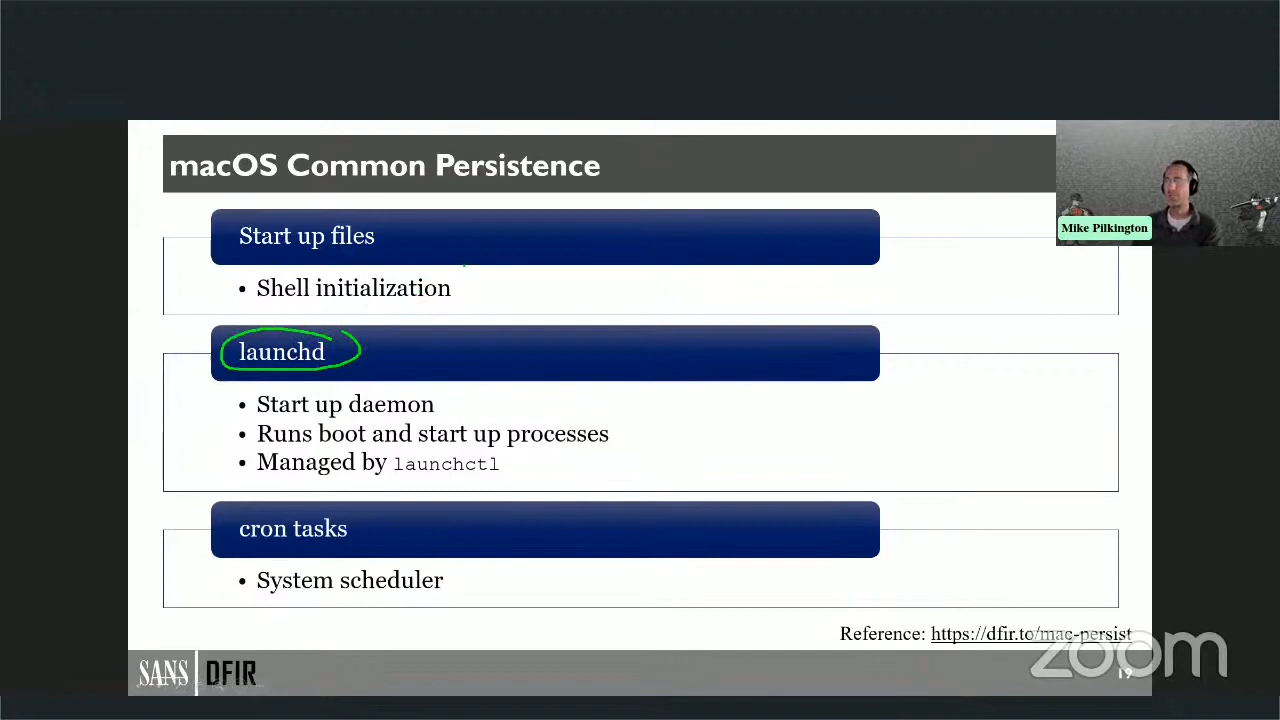 macOS Common Persistence
Mike Pilkington
Start up files
• Shell initialization
launchd
• Start up daemon
• Runs boot and start up processes
• Managed by launchctl
cron tasks
• System scheduler
Reference: https://dfir.to/mac-persist
zoom
SANS DFIR
19